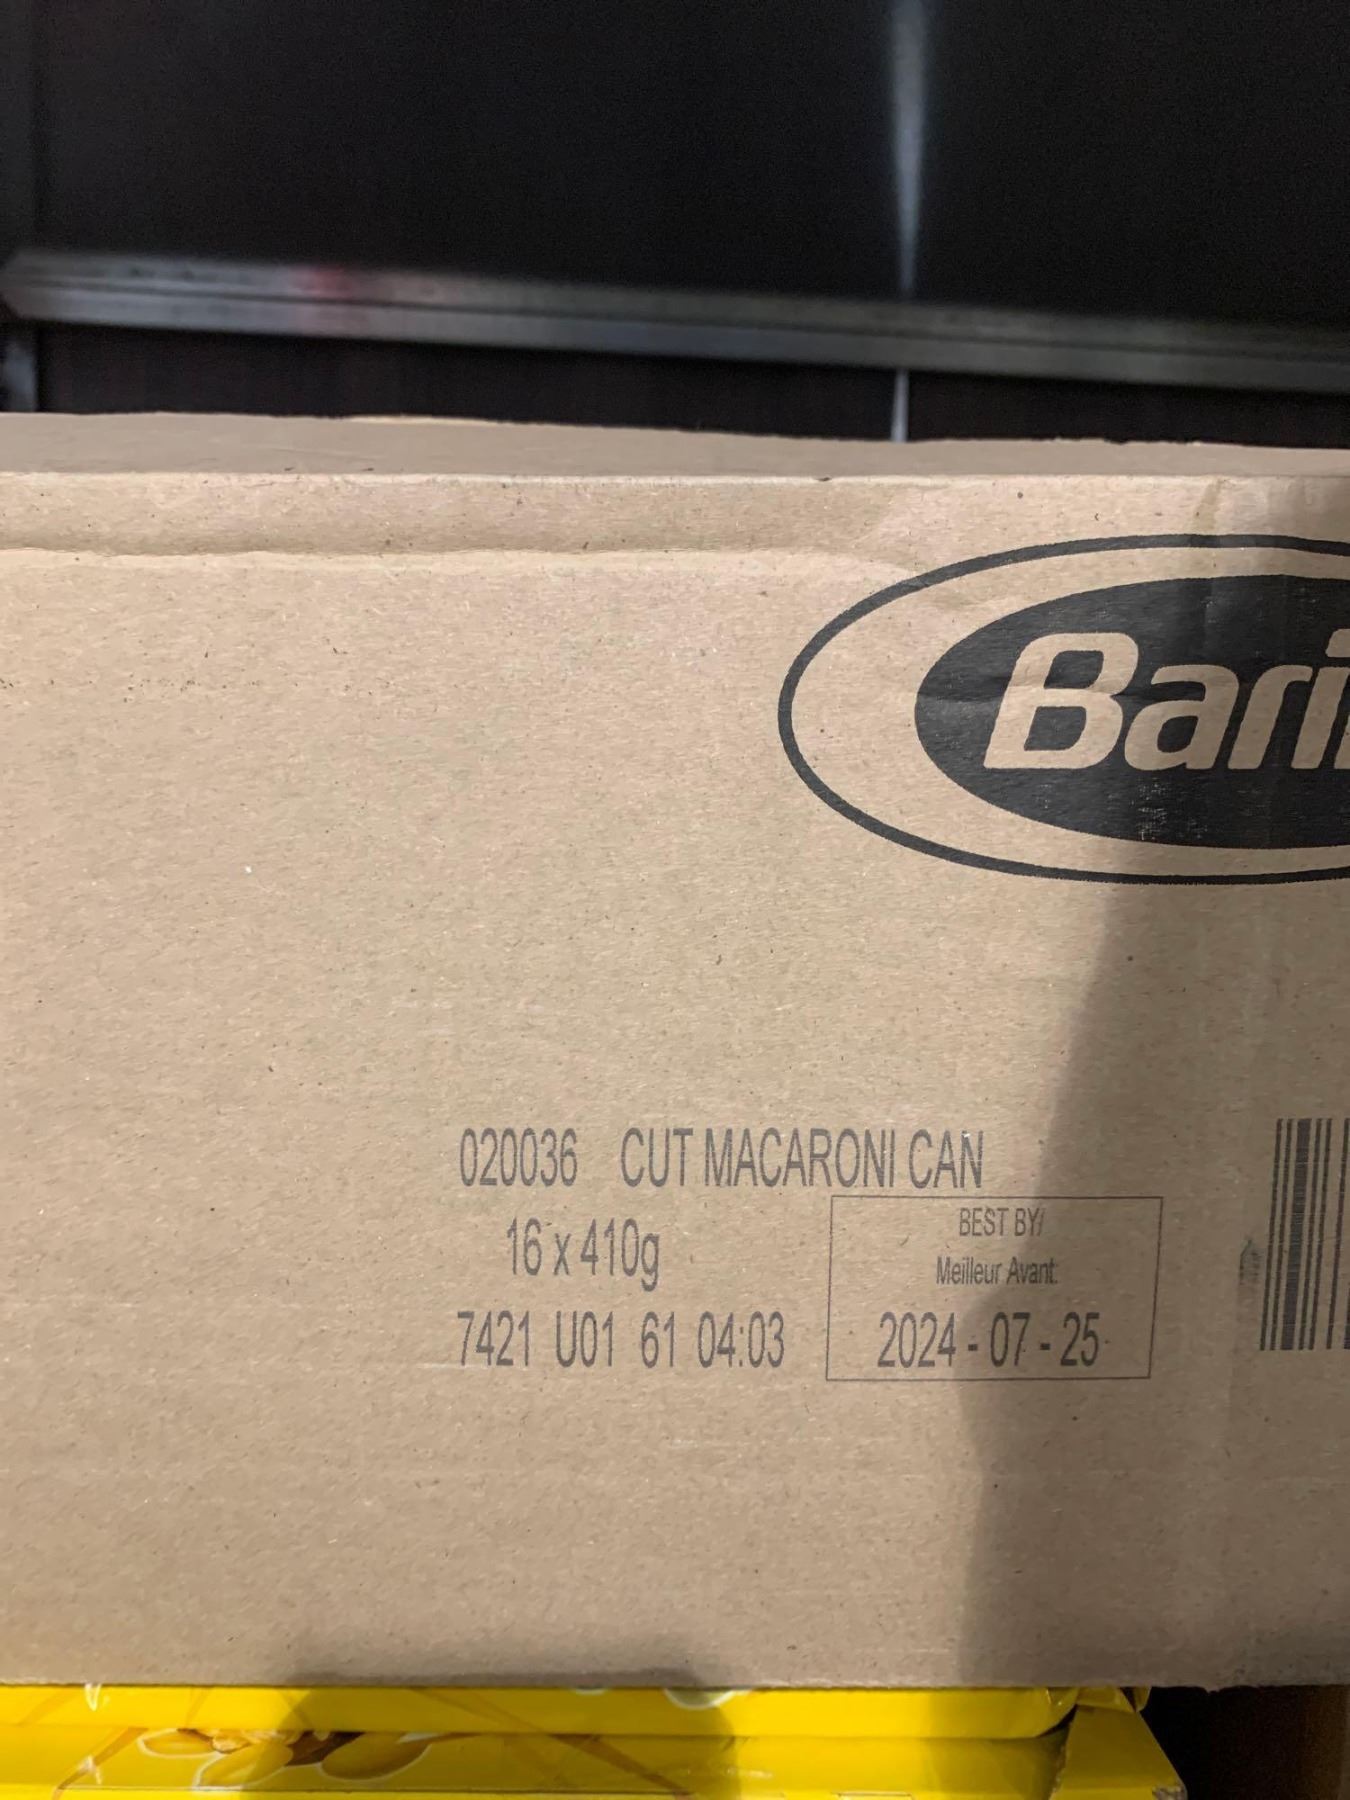 Bari
020036 CUT MACARONI CAN
16 x 410g
BEST BY/
Meilleur Avant:
7421 U01 61 04:03
2024 - 07 - 25